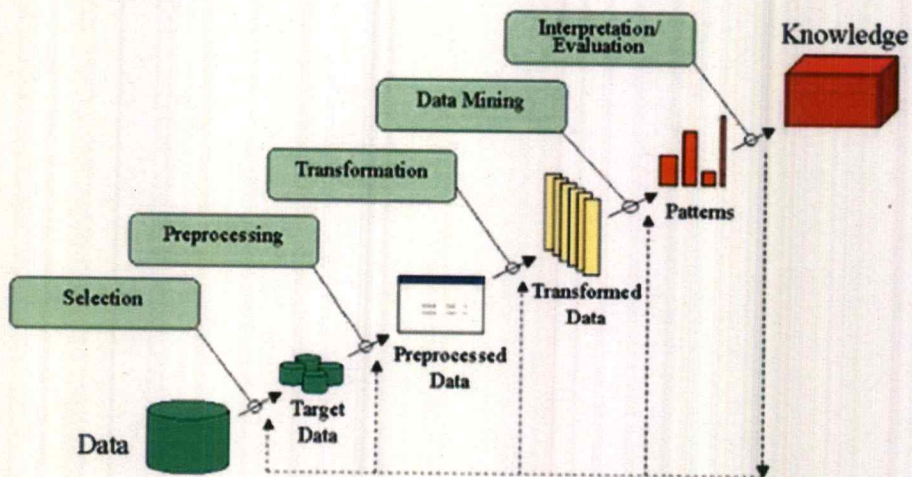 Interpretation/
Evaluation
Knowledge
Data Mining
Patterns
Transformation
Transformed
Data
Preprocessing
Preprocessed
Data
Selection
Target
Data
Data